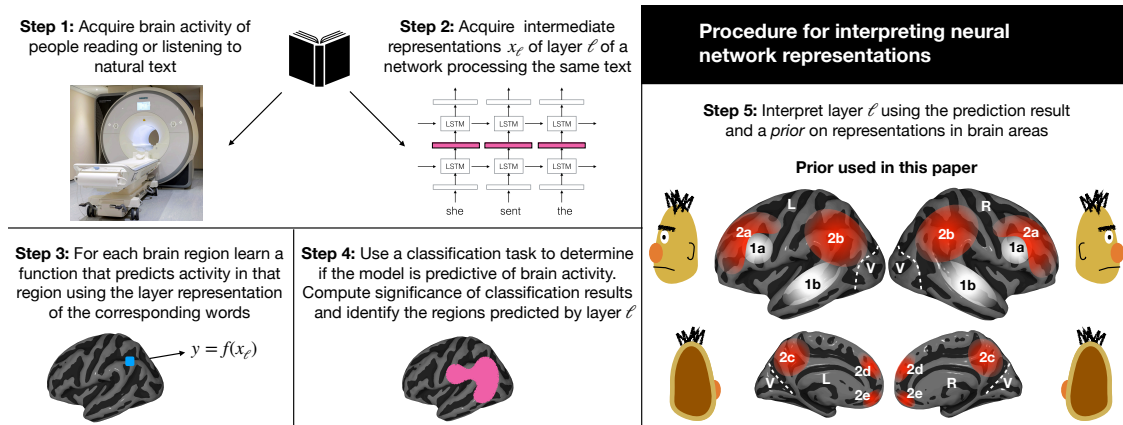 Step 1: Acquire brain activity of
people reading or listening to
natural text
Step 2: Acquire intermediate
representations xℓ of layer ℓ of a
network processing the same text
LSTM
LSTM
LSTM
LSTM
LSTM
LSTM
she
sent
the
Step 3: For each brain region learn a
function that predicts activity in that
region using the layer representation
of the corresponding words
y = f(xℓ)
Step 4: Use a classification task to determine
if the model is predictive of brain activity.
Compute significance of classification results
and identify the regions predicted by layer ℓ
Procedure for interpreting neural
network representations
Step 5: Interpret layer ℓ using the prediction result
and a prior on representations in brain areas
Prior used in this paper
L
2a
1a
2b
V
1b
R
2b
2a
1a
V
1b
2c
2d
V
L
2e
2c
2d
R
V
2e